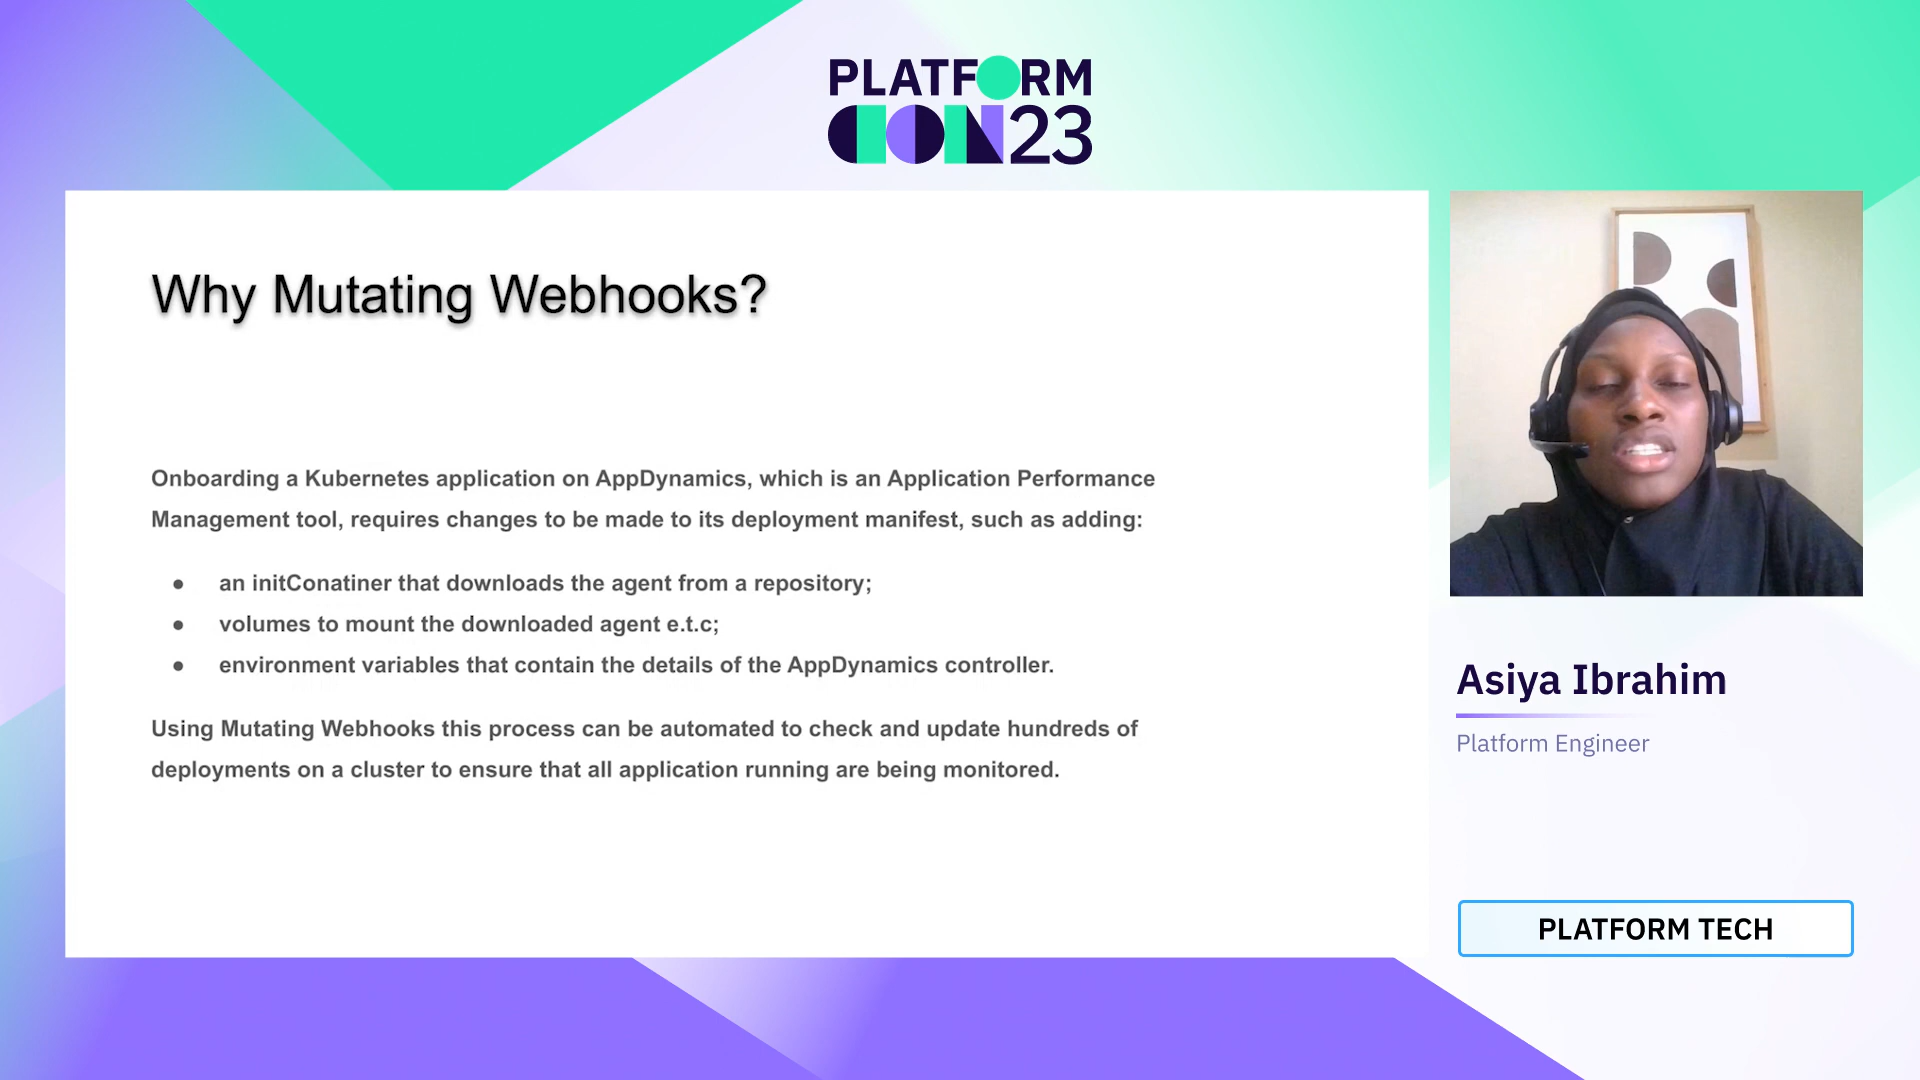 PLATFORM
CON23
Why Mutating Webhooks?
Onboarding a Kubernetes application on AppDynamics, which is an Application Performance
Management tool, requires changes to be made to its deployment manifest, such as adding:
● an initConatiner that downloads the agent from a repository;
● volumes to mount the downloaded agent e.t.c;
● environment variables that contain the details of the AppDynamics controller.
Using Mutating Webhooks this process can be automated to check and update hundreds of
deployments on a cluster to ensure that all application running are being monitored.
Asiya Ibrahim
Platform Engineer
PLATFORM TECH